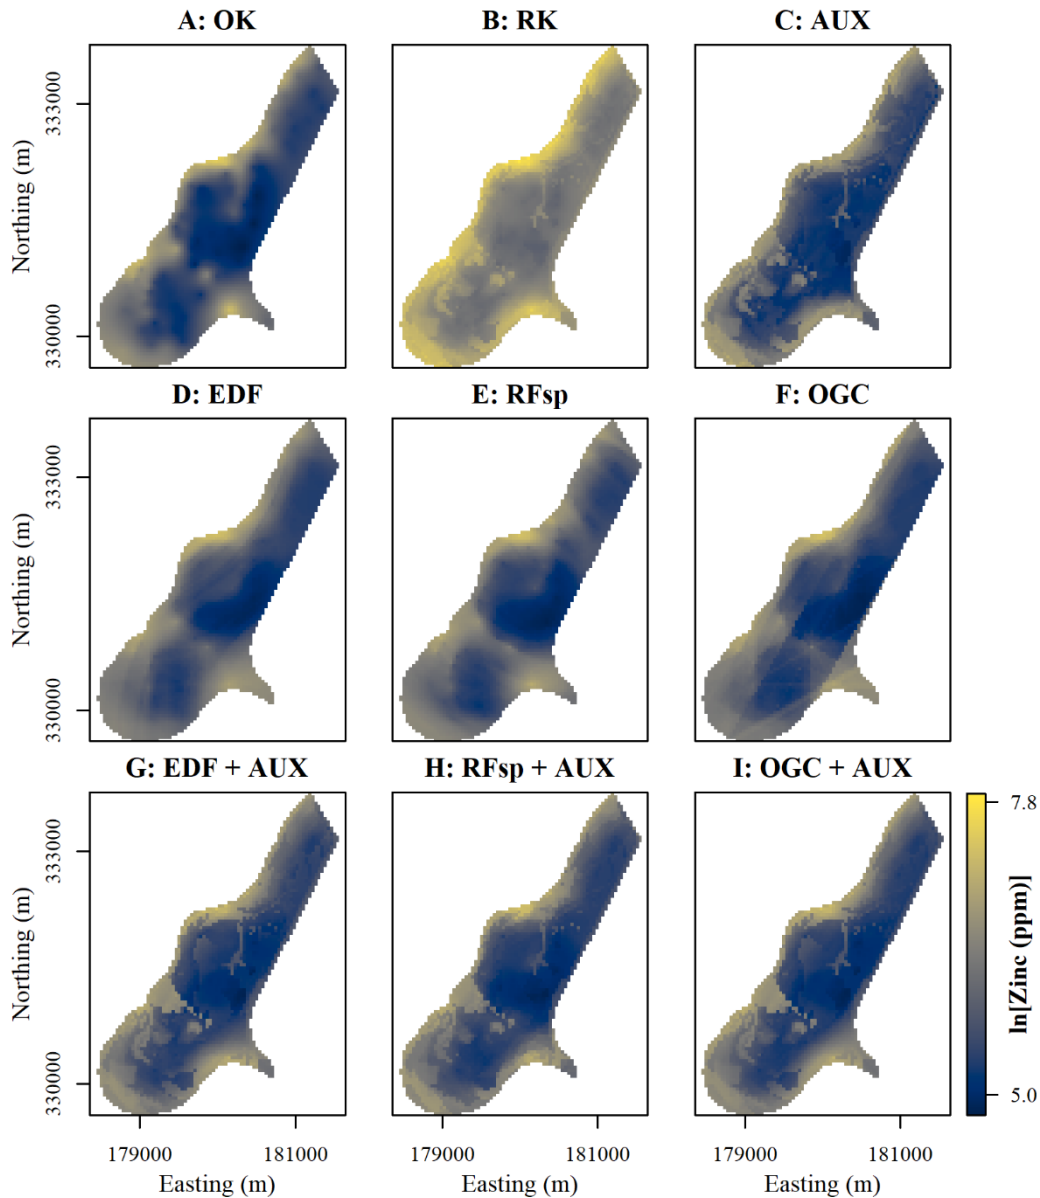 A: OK
B: RK
C: AUX
333000
Northing (m)
330000
D: EDF
E: RFsp
F: OGC
333000
Northing (m)
330000
G: EDF + AUX
H: RFsp + AUX
I: OGC + AUX
333000
Northing (m)
330000
7.8
ln[Zinc (ppm)]
5.0
179000
181000
179000
181000
179000
181000
Easting (m)
Easting (m)
Easting (m)